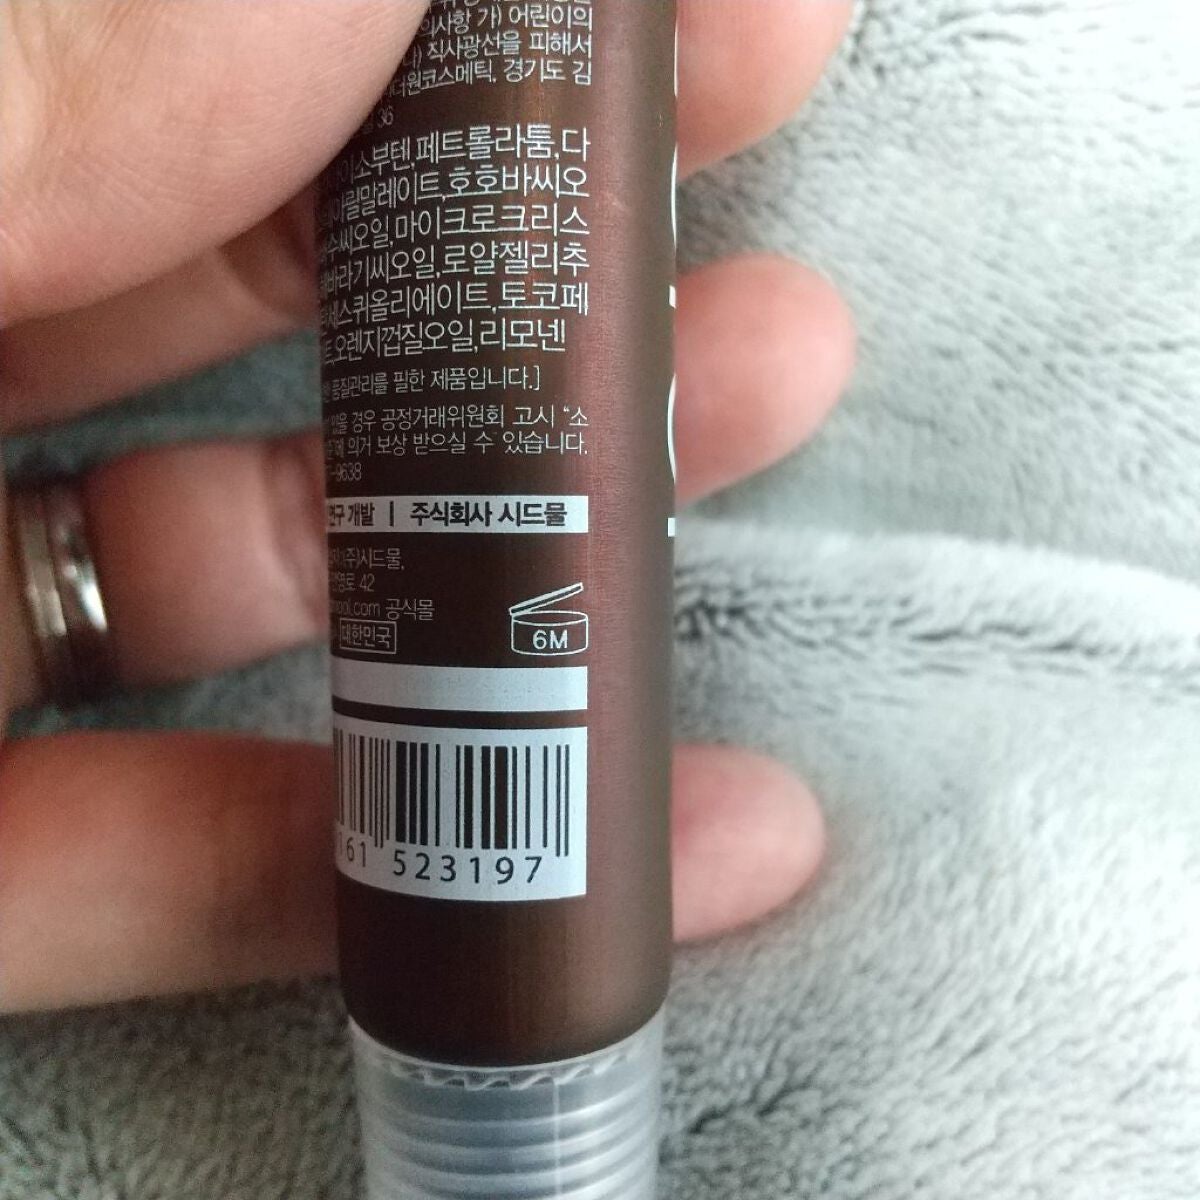 의사항 가) 어린이의
직사광선을 피해서
더원코스메틱, 경기도 김
36
이소부텐,페트롤라툼,다
릴말레이트,호호바씨오
씨오일,마이크로크리스
바라기씨오일,로얄젤리추
세스퀴올리에이트,토코페
트,오렌지껍질오일,리모넨
품질관리를 필한 제품입니다.]
있을 경우 공정거래위원회 고시 “소
의거 보상 받으실 수 있습니다.
-9638
연구 개발 | 주식회사 시드물
(주)시드물,
영로 42
mool.com 공식몰
대한민국
6M
161 523197